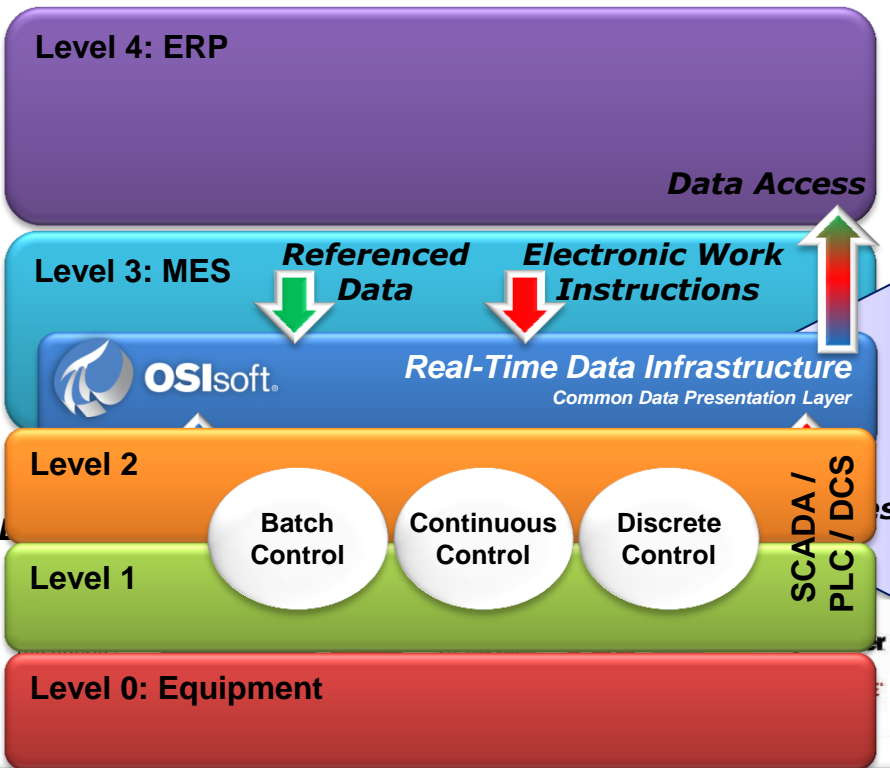 Level 4: ERP
Data Access
Level 3: MES
Referenced
Data
Electronic Work
Instructions
OSIsoft.
Real-Time Data Infrastructure
Common Data Presentation Layer
Level 2
SCADA /
PLC / DCS
Batch
Control
Continuous
Control
Discrete
Control
Level 1
Level 0: Equipment